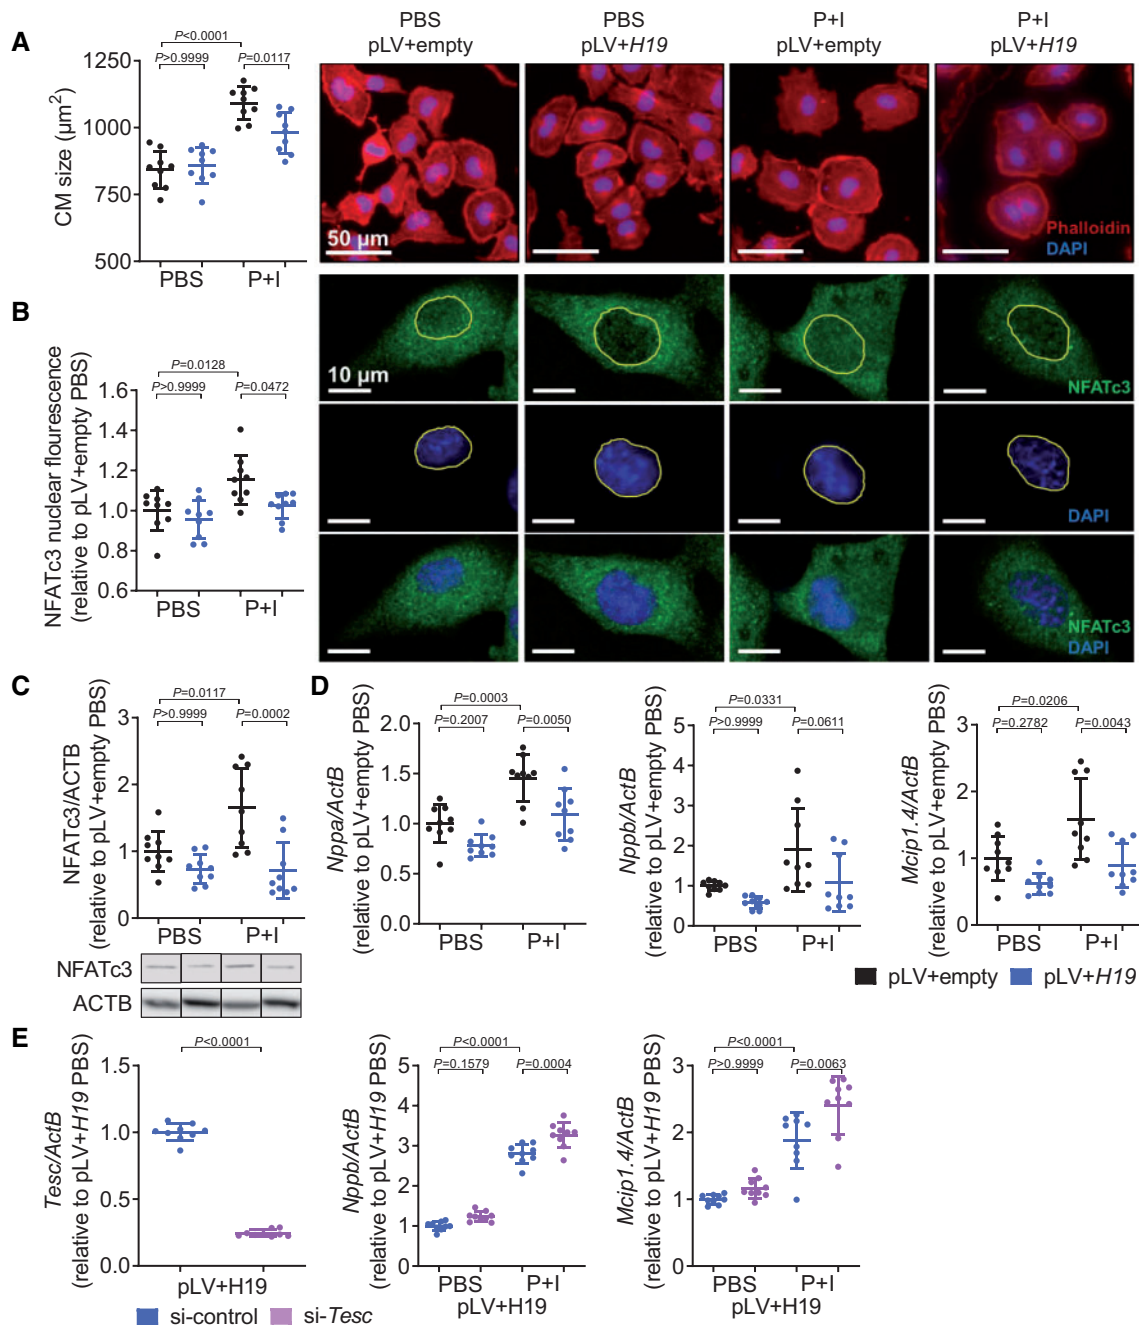 A
CM size (µm²)
1250
1000
750
500
P<0.0001
P>0.9999
P=0.0117
PBS
P+I
PBS
pLV+empty
PBS
pLV+H19
P+I
pLV+empty
P+I
pLV+H19
50 µm
Phalloidin
DAPI
B
NFATc3 nuclear flourescence
(relative to pLV+empty PBS)
1.6
1.4
1.2
1.0
0.8
0.6
P=0.0128
P>0.9999
P=0.0472
PBS
P+I
10 µm
NFATc3
DAPI
NFATc3
DAPI
C
NFATc3/ACTB
(relative to pLV+empty PBS)
3
2
1
0
P=0.0117
P>0.9999
P=0.0002
PBS
P+I
NFATc3
ACTB
D
Nppa/ActB
(relative to pLV+empty PBS)
2.0
1.5
1.0
0.5
0.0
P=0.0003
P=0.2007
P=0.0050
PBS
P+I
Nppb/ActB
(relative to pLV+empty PBS)
5
4
3
2
1
0
P=0.0331
P>0.9999
P=0.0611
PBS
P+I
Mcip1.4/ActB
(relative to pLV+empty PBS)
3
2
1
0
P=0.0206
P=0.2782
P=0.0043
PBS
P+I
pLV+empty
pLV+H19
E
Tesc/ActB
(relative to pLV+H19 PBS)
1.5
1.0
0.5
0.0
P<0.0001
pLV+H19
Nppb/ActB
(relative to pLV+H19 PBS)
5
4
3
2
1
0
P<0.0001
P=0.1579
P=0.0004
PBS
P+I
pLV+H19
Mcip1.4/ActB
(relative to pLV+H19 PBS)
3
2
1
0
P<0.0001
P>0.9999
P=0.0063
PBS
P+I
pLV+H19
si-control
si-Tesc